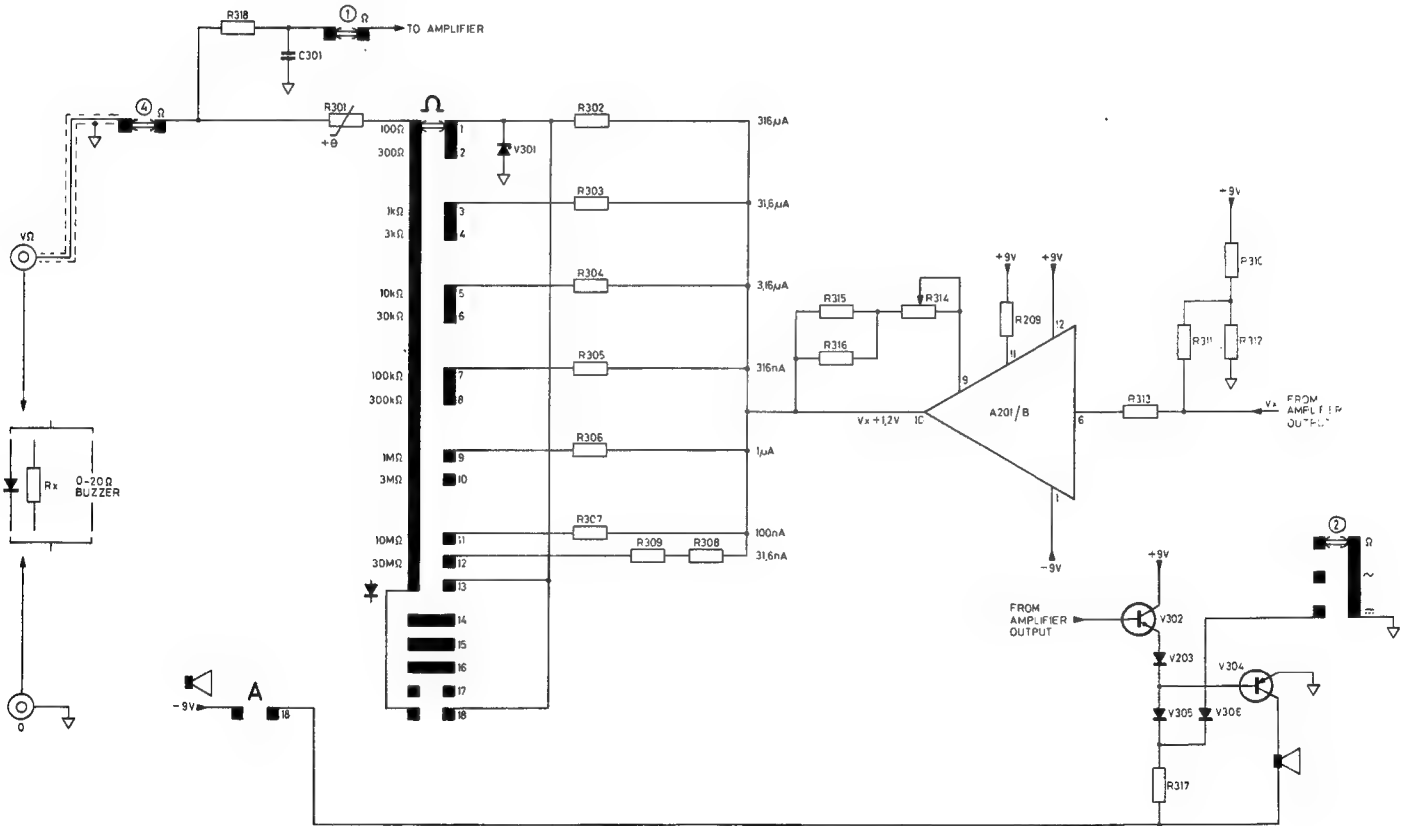 R318
① Ω
TO AMPLIFIER
C301
④ Ω
R301
+θ
Ω
100Ω
1
300Ω
2
V301
R302
316µA
1kΩ
3
3kΩ
4
R303
31,6µA
10kΩ
5
30kΩ
6
R304
3,16µA
100kΩ
7
300kΩ
8
R305
316nA
1MΩ
9
3MΩ
10
R306
1µA
10MΩ
11
R307
100nA
30MΩ
12
R309
R308
31,6nA
13
14
15
16
17
18
VΩ
Rx
0-20Ω
BUZZER
0
-9V
A
18
R315
R314
R316
+9V
+9V
R209
12
11
9
A201/B
Vx+1,2V
10
6
1
-9V
+9V
R310
R311
R312
R313
Vx
FROM
AMPLIFIER
OUTPUT
② Ω
~
+9V
FROM
AMPLIFIER
OUTPUT
V302
V203
V304
V305
V306
R317